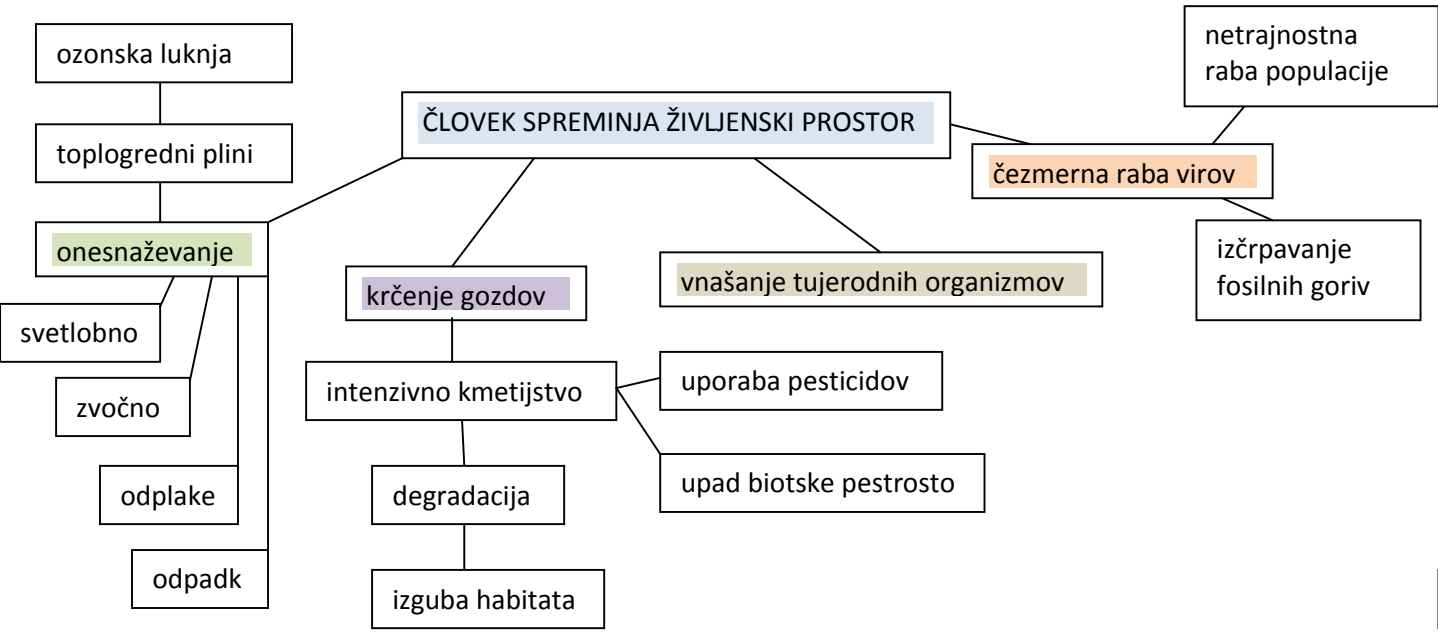 ozonska luknja
netrajnostna
raba populacije
ČLOVEK SPREMINJA ŽIVLJENSKI PROSTOR
toplogredni plini
čezmerna raba virov
onesnaževanje
krčenje gozdov
vnašanje tujerodnih organizmov
izčrpavanje
fosilnih goriv
svetlobno
zvočno
intenzivno kmetijstvo
uporaba pesticidov
odplake
degradacija
upad biotske pestrosto
odpadk
izguba habitata